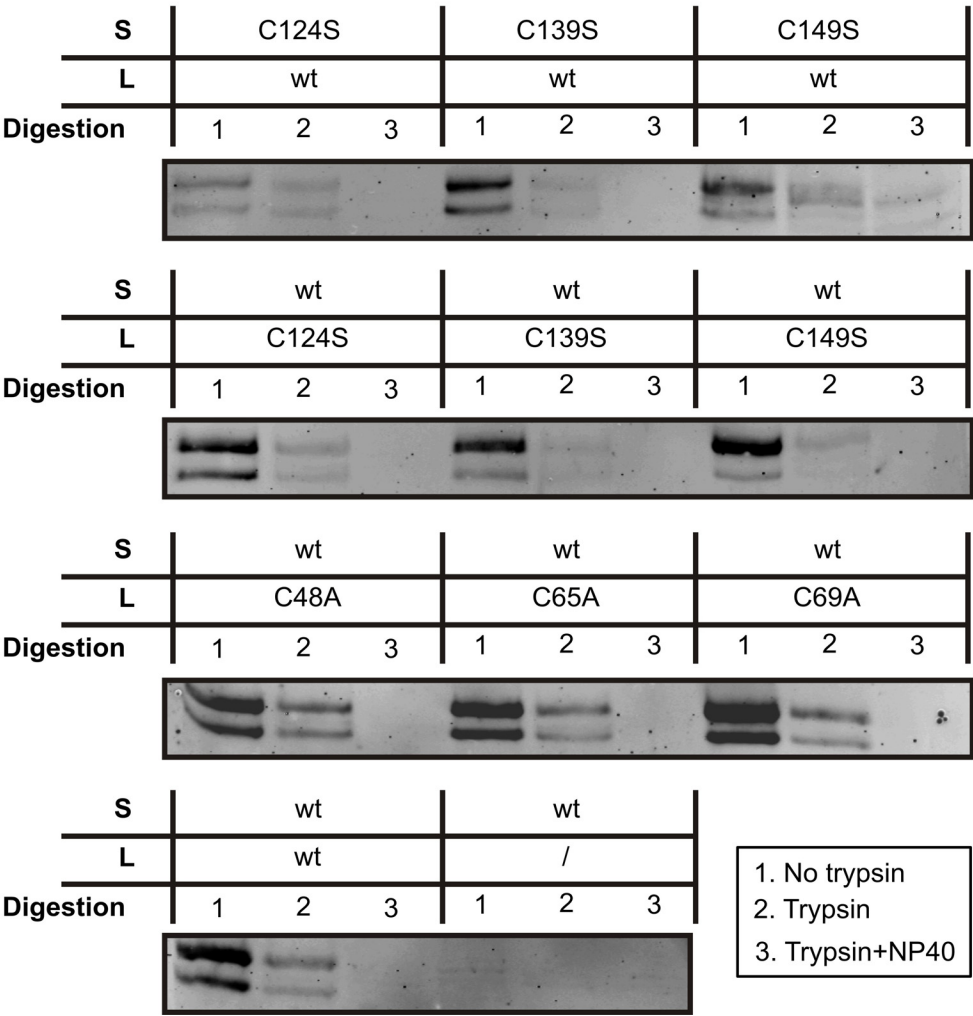 S C124S C139S C149S
L wt wt wt
Digestion 1 2 3 1 2 3 1 2 3
S wt wt wt
L C124S C139S C149S
Digestion 1 2 3 1 2 3 1 2 3
S wt wt wt
L C48A C65A C69A
Digestion 1 2 3 1 2 3 1 2 3
S wt wt
L wt /
Digestion 1 2 3 1 2 3
1. No trypsin
2. Trypsin
3. Trypsin+NP40